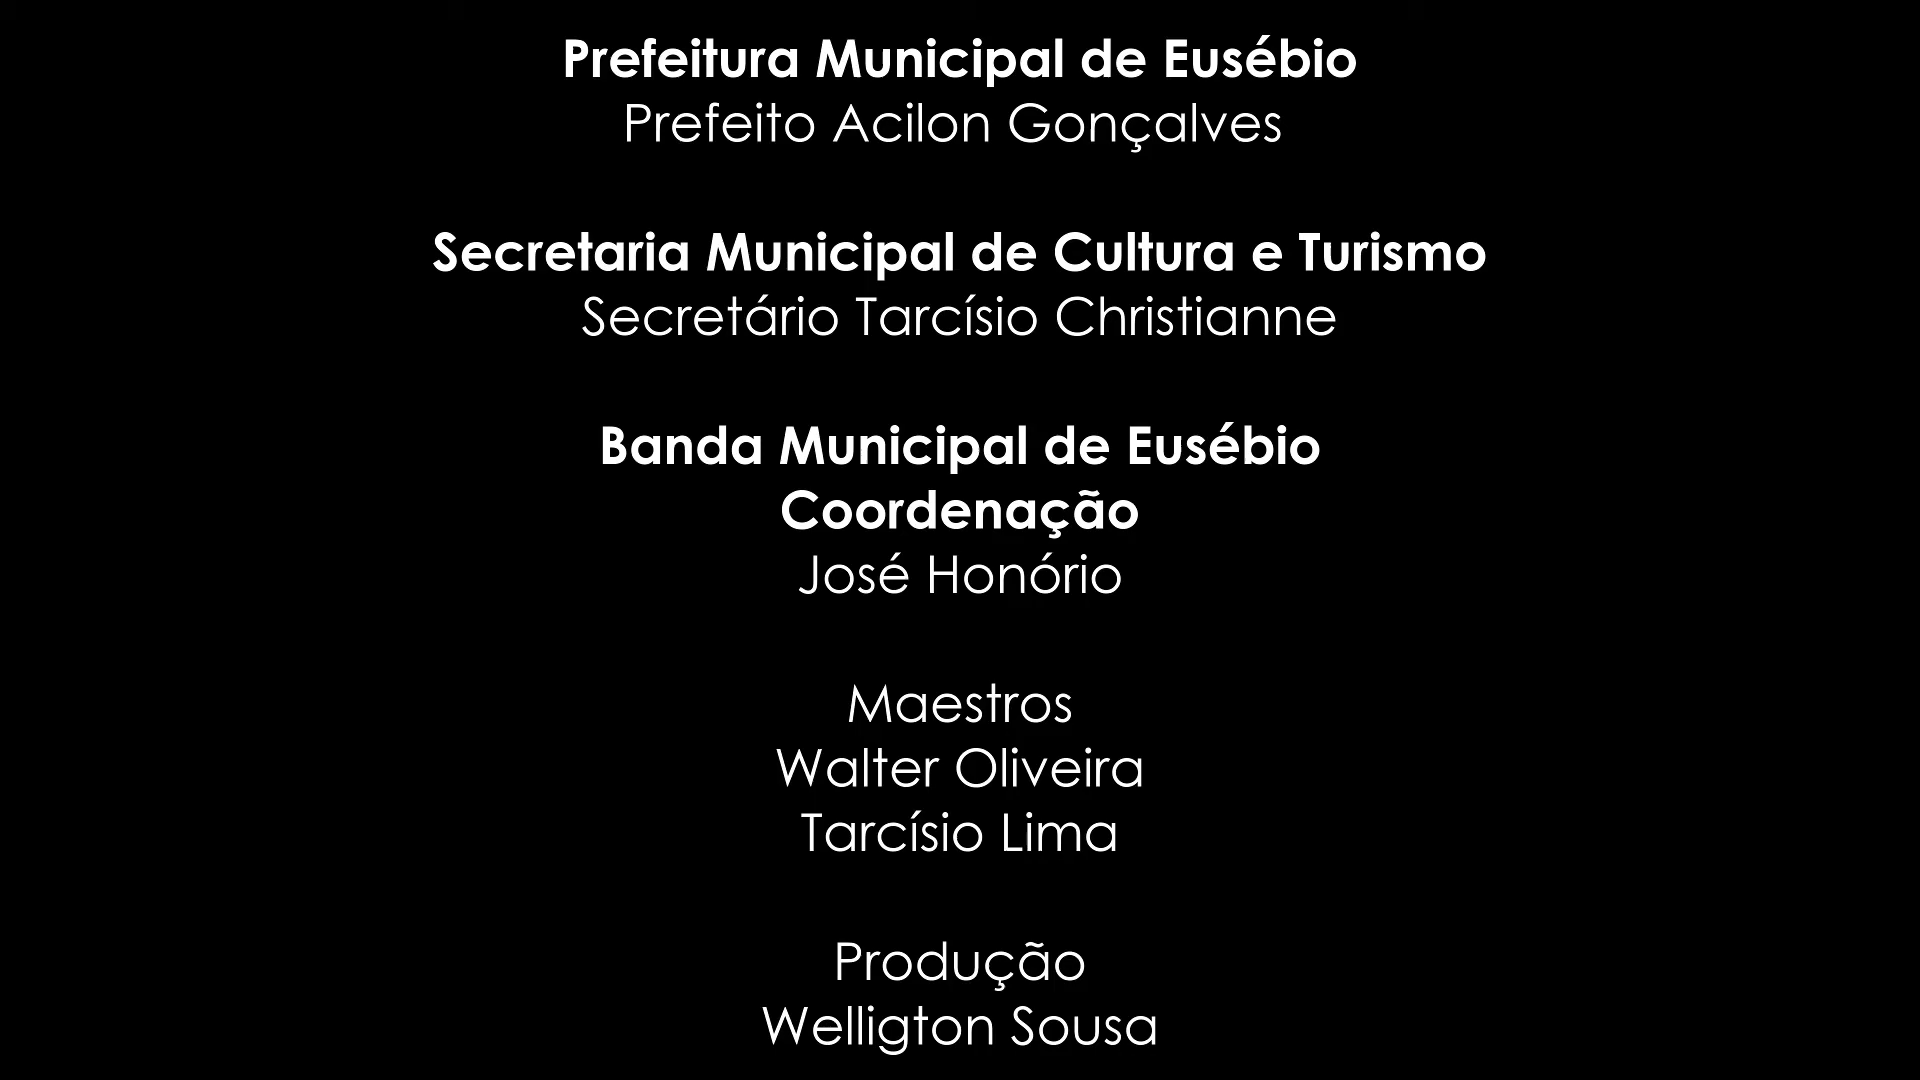 Prefeitura Municipal de Eusébio
Prefeito Acilon Gonçalves
Secretaria Municipal de Cultura e Turismo
Secretário Tarcísio Christianne
Banda Municipal de Eusébio
Coordenação
José Honório
Maestros
Walter Oliveira
Tarcísio Lima
Produção
Welligton Sousa